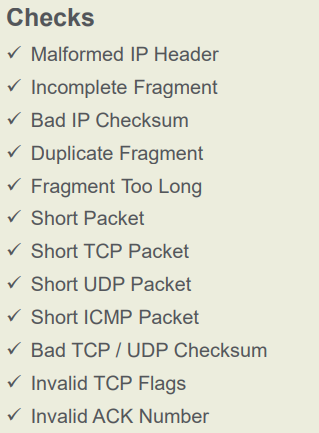 Checks
✓ Malformed IP Header
✓ Incomplete Fragment
✓ Bad IP Checksum
✓ Duplicate Fragment
✓ Fragment Too Long
✓ Short Packet
✓ Short TCP Packet
✓ Short UDP Packet
✓ Short ICMP Packet
✓ Bad TCP / UDP Checksum
✓ Invalid TCP Flags
✓ Invalid ACK Number